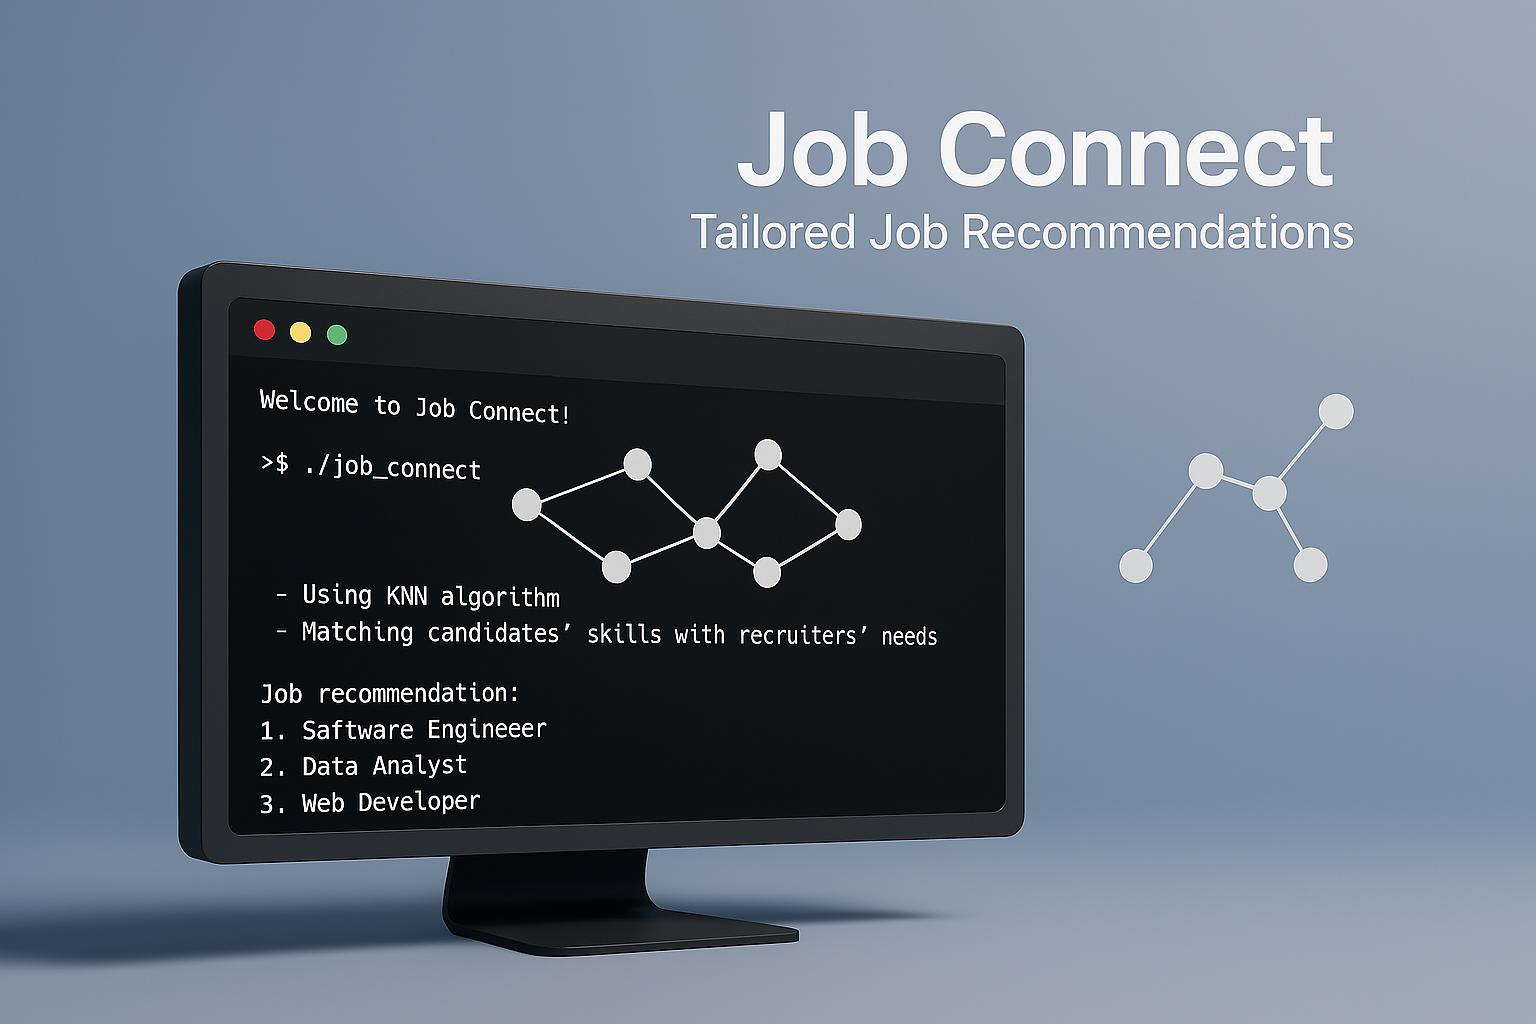 Job Connect
Tailored Job Recommendations
Welcome to Job Connect!
>$ ./job_connect
- Using KNN algorithm
- Matching candidates’ skills with recruiters’ needs
Job recommendation:
1. Saftware Engineeer
2. Data Analyst
3. Web Developer